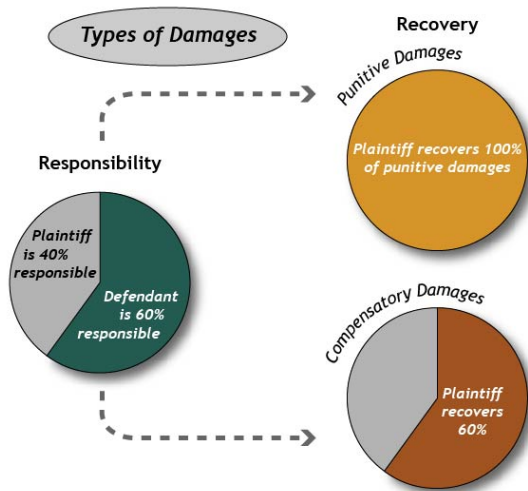 Types of Damages
Recovery
Punitive Damages
Plaintiff recovers 100%
of punitive damages
Responsibility
Plaintiff
is 40%
responsible
Defendant
is 60%
responsible
Compensatory Damages
Plaintiff
recovers
60%